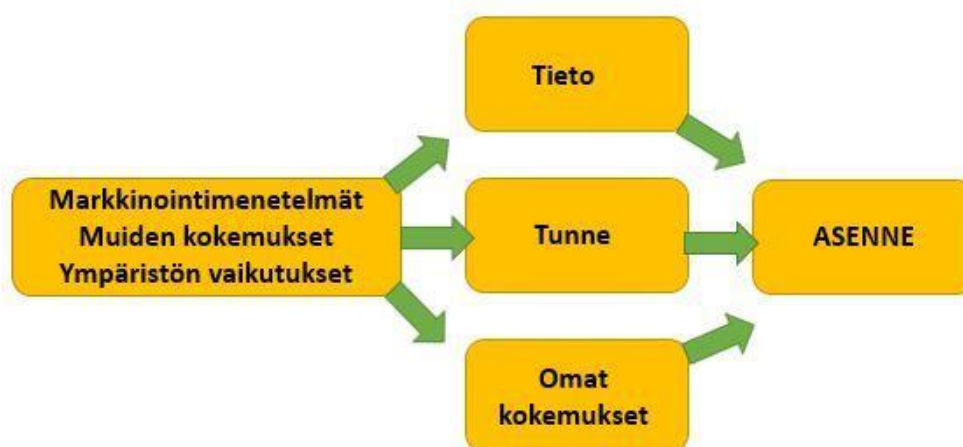 Tieto
Markkinointimenetelmät
Muiden kokemukset
Ympäristön vaikutukset
Tunne
ASENNE
Omat
kokemukset